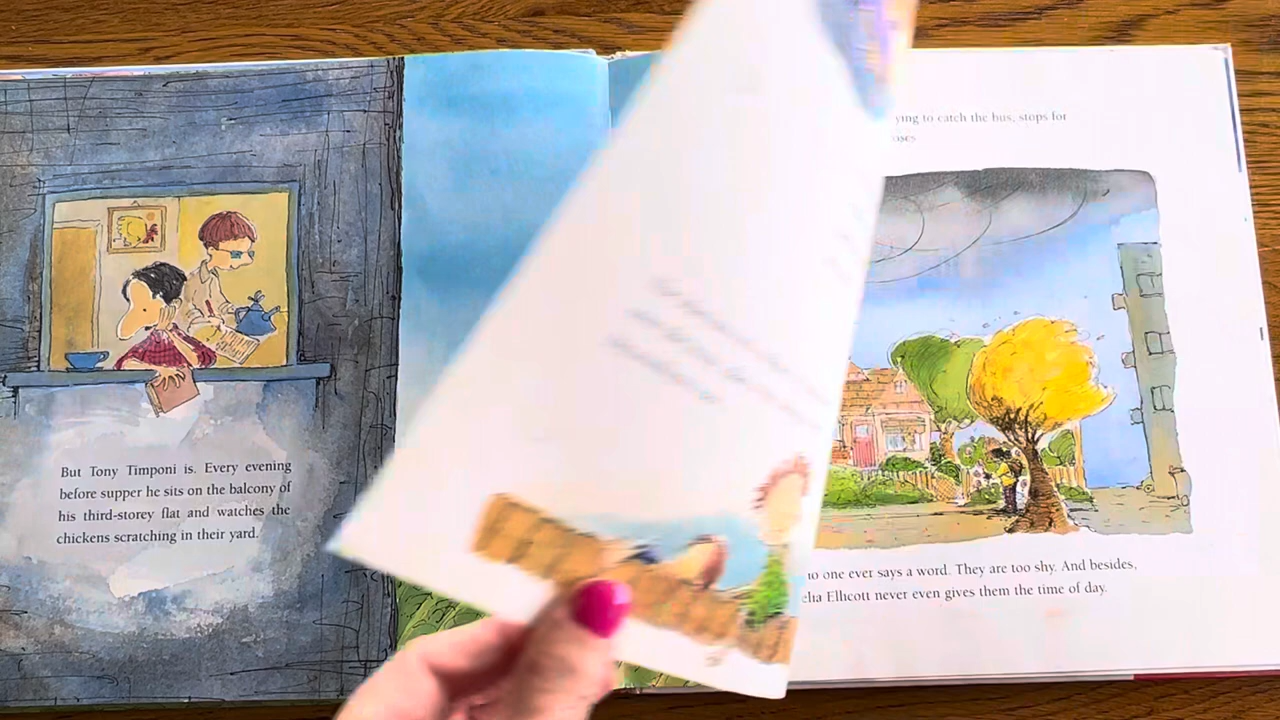 But Tony Timponi is. Every evening
before supper he sits on the balcony of
his third-storey flat and watches the
chickens scratching in their yard.
ying to catch the bus, stops for
oses
to one ever says a word. They are too shy. And besides,
elia Ellicott never even gives them the time of day.